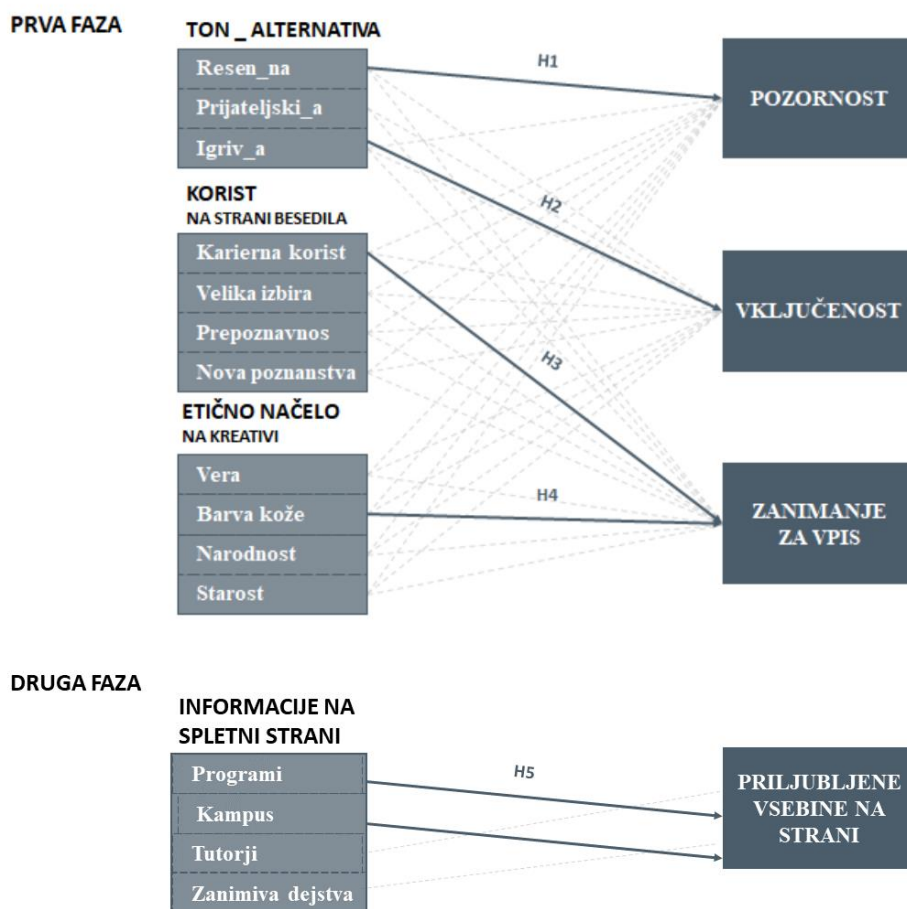 PRVA FAZA
TON _ ALTERNATIVA
Resen_na
Prijateljski_a
Igriv_a
KORIST
NA STRANI BESEDILA
Karierna korist
Velika izbira
Prepoznavnos
Nova poznanstva
ETIČNO NAČELO
NA KREATIVI
Vera
Barva kože
Narodnost
Starost
H1
H2
H3
H4
POZORNOST
VKLJUČENOST
ZANIMANJE
ZA VPIS
DRUGA FAZA
INFORMACIJE NA
SPLETNI STRANI
Programi
Kampus
Tutorji
Zanimiva dejstva
H5
PRILJUBLJENE
VSEBINE NA
STRANI